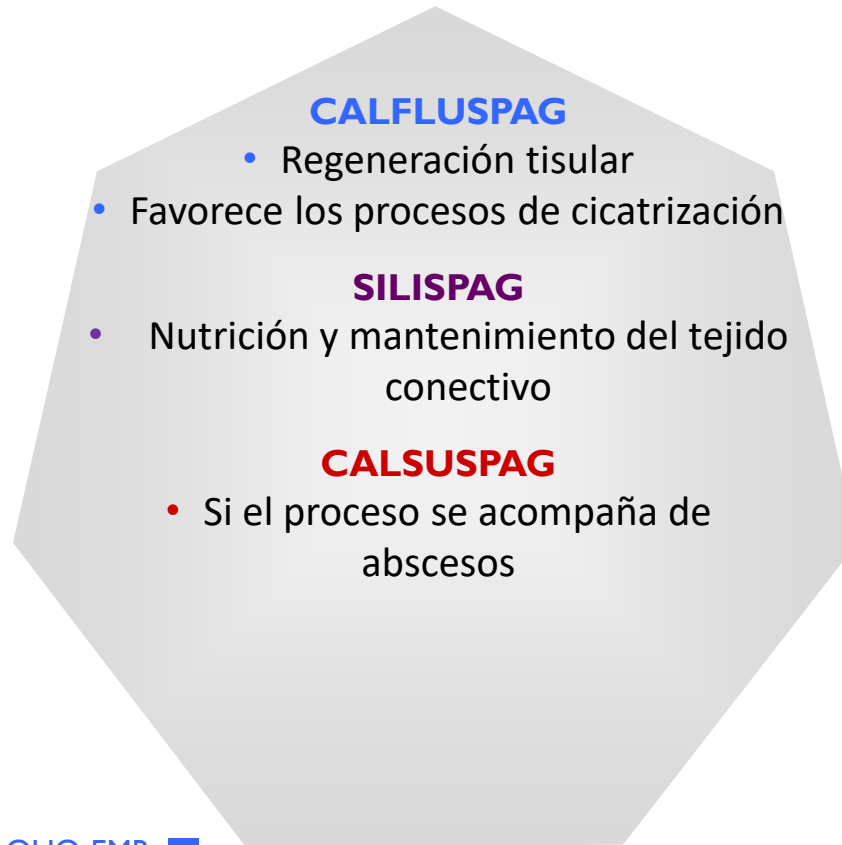 CALFLUSPAG
• Regeneración tisular
• Favorece los procesos de cicatrización
SILISPAG
• Nutrición y mantenimiento del tejido
conectivo
CALSUSPAG
• Si el proceso se acompaña de
abscesos